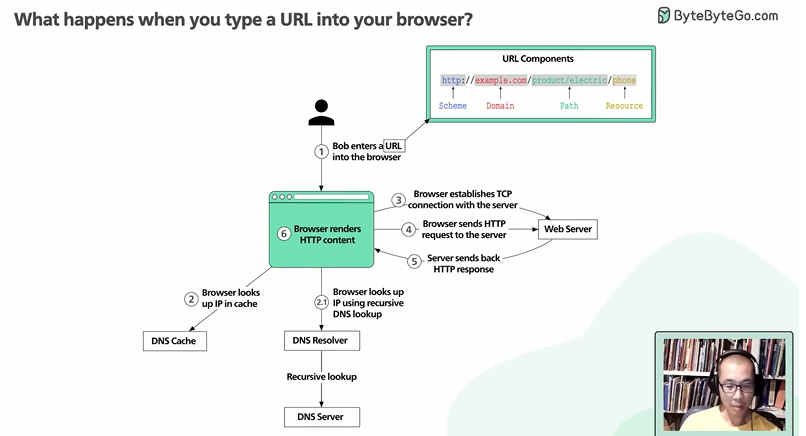 What happens when you type a URL into your browser?
ByteByteGo.com
URL Components
http://example.com/product/electric/phone
Scheme Domain Path Resource
1 Bob enters a URL
into the browser
3 Browser establishes TCP
connection with the server
4 Browser sends HTTP
request to the server
Web Server
5 Server sends back
HTTP response
6 Browser renders
HTTP content
2 Browser looks
up IP in cache
2.1 Browser looks up
IP using recursive
DNS lookup
DNS Cache
DNS Resolver
Recursive lookup
DNS Server